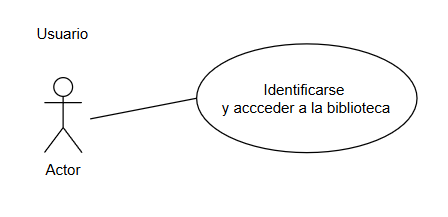 Usuario
Identificarse
y accceder a la biblioteca
Actor